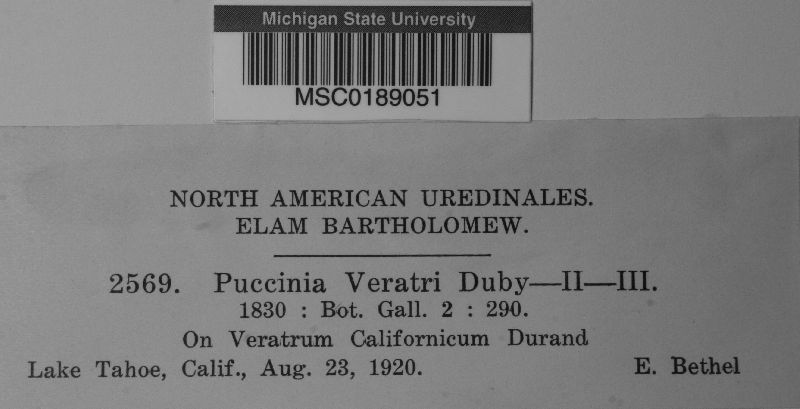 Michigan State University
MSC0189051
NORTH AMERICAN UREDINALES.
ELAM BARTHOLOMEW.
2569. Puccinia Veratri Duby—II—III.
1830 : Bot. Gall. 2 : 290.
On Veratrum Californicum Durand
Lake Tahoe, Calif., Aug. 23, 1920. E. Bethel